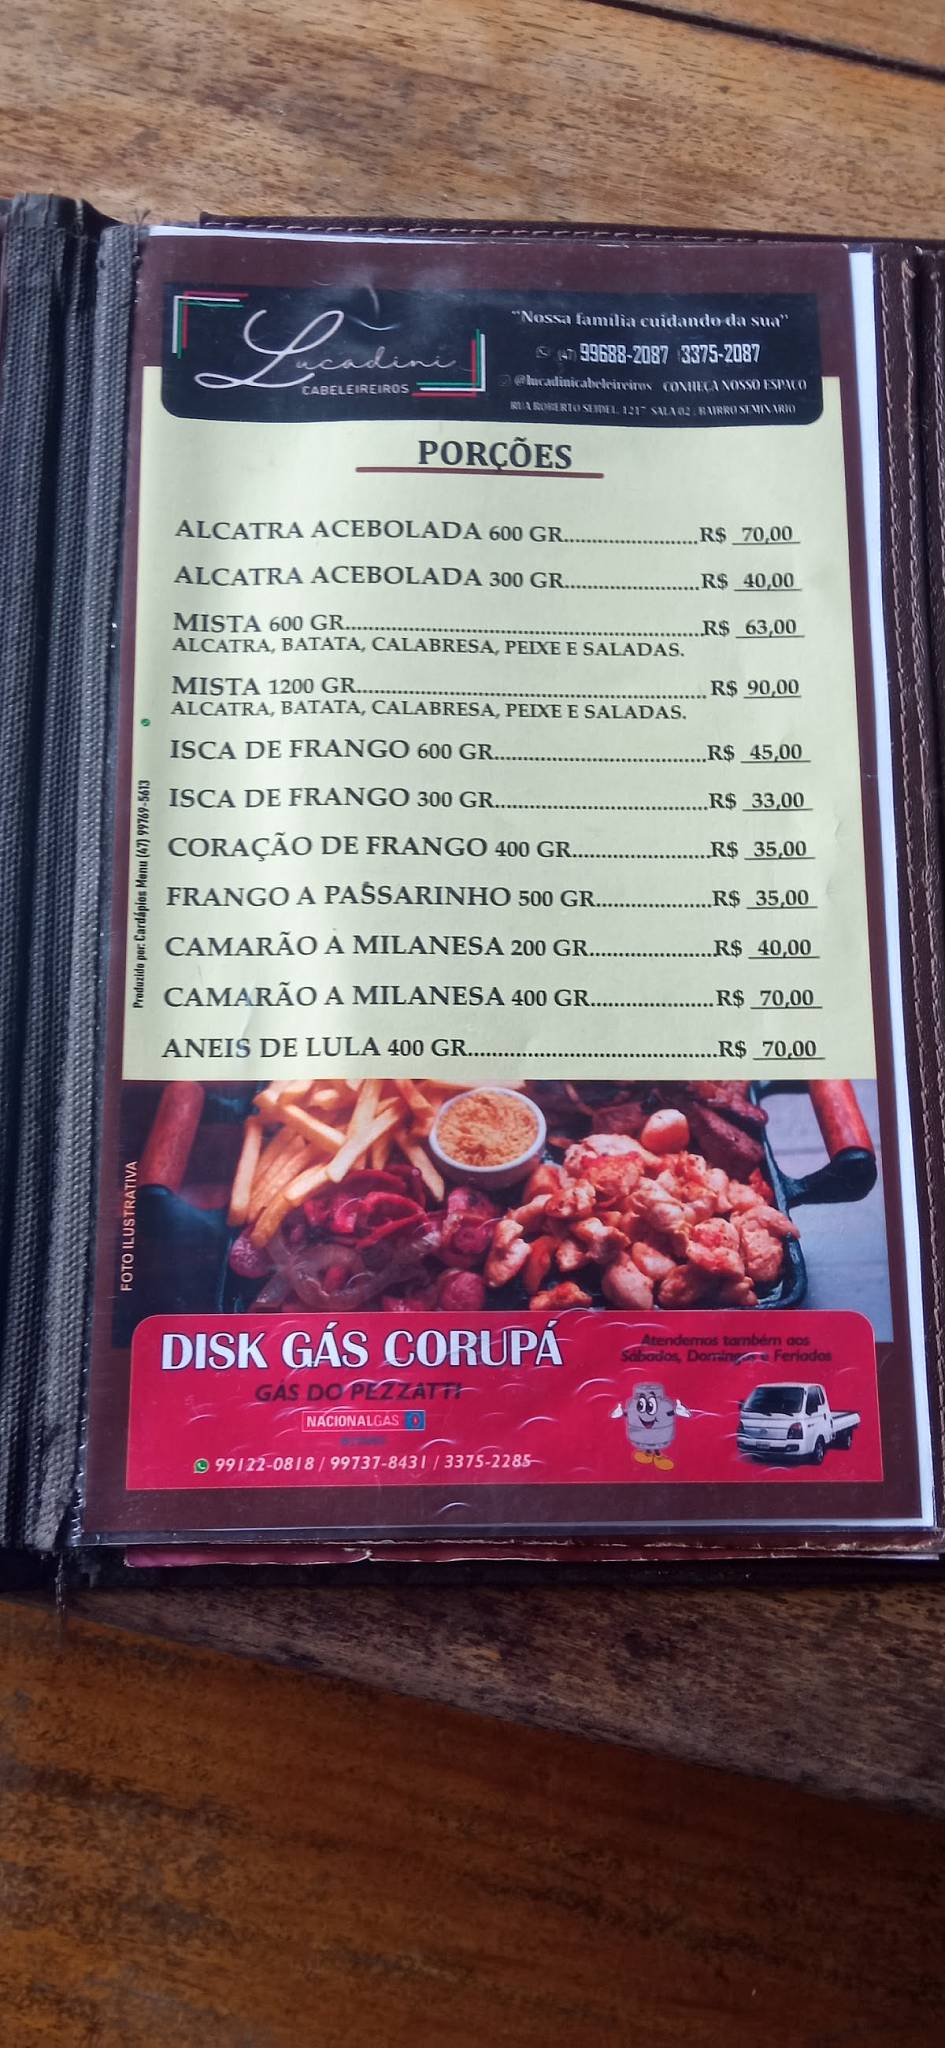 Lucadini
CABELEIREIROS
"Nossa família cuidando da sua"
(47) 99688-2087 3375-2087
@lucadinicabeleireiros CONHEÇA NOSSO ESPAÇO
RUA ROBERTO SEIDEL, 1217 SALA 02 . BAIRRO SEMINÁRIO
PORÇÕES
ALCATRA ACEBOLADA 600 GR........................R$ 70,00
ALCATRA ACEBOLADA 300 GR........................R$ 40,00
MISTA 600 GR................................................................R$ 63,00
ALCATRA, BATATA, CALABRESA, PEIXE E SALADAS.
MISTA 1200 GR.............................................................. R$ 90,00
ALCATRA, BATATA, CALABRESA, PEIXE E SALADAS.
ISCA DE FRANGO 600 GR......................................R$ 45,00
ISCA DE FRANGO 300 GR......................................R$ 33,00
CORAÇÃO DE FRANGO 400 GR.........................R$ 35,00
FRANGO A PASSARINHO 500 GR.....................R$ 35,00
CAMARÃO A MILANESA 200 GR.......................R$ 40,00
CAMARÃO A MILANESA 400 GR......................R$ 70,00
ANEIS DE LULA 400 GR............................................R$ 70,00
Produzido por: Cardápios Menu (47) 99769-5613
FOTO ILUSTRATIVA
DISK GÁS CORUPÁ
GÁS DO PEZZATTI
NACIONALGÁS
99122-0818 / 99737-8431 / 3375-2285
Atendemos também aos
Sábados, Domingos e Feriados